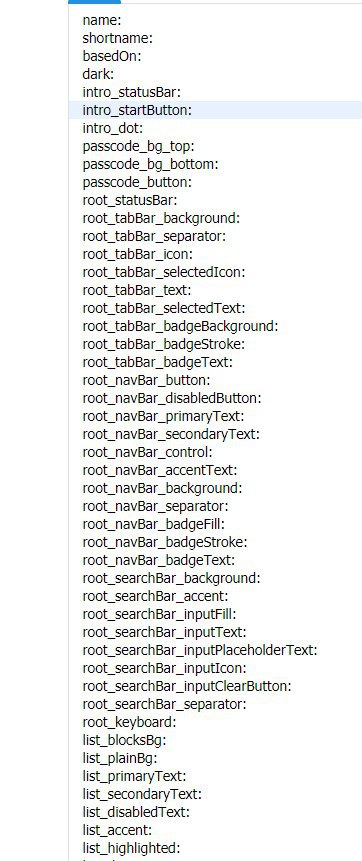 name:
shortname:
basedOn:
dark:
intro_statusBar:
intro_startButton:
intro_dot:
passcode_bg_top:
passcode_bg_bottom:
passcode_button:
root_statusBar:
root_tabBar_background:
root_tabBar_separator:
root_tabBar_icon:
root_tabBar_selectedIcon:
root_tabBar_text:
root_tabBar_selectedText:
root_tabBar_badgeBackground:
root_tabBar_badgeStroke:
root_tabBar_badgeText:
root_navBar_button:
root_navBar_disabledButton:
root_navBar_primaryText:
root_navBar_secondaryText:
root_navBar_control:
root_navBar_accentText:
root_navBar_background:
root_navBar_separator:
root_navBar_badgeFill:
root_navBar_badgeStroke:
root_navBar_badgeText:
root_searchBar_background:
root_searchBar_accent:
root_searchBar_inputFill:
root_searchBar_inputText:
root_searchBar_inputPlaceholderText:
root_searchBar_inputIcon:
root_searchBar_inputClearButton:
root_searchBar_separator:
root_keyboard:
list_blocksBg:
list_plainBg:
list_primaryText:
list_secondaryText:
list_disabledText:
list_accent:
list_highlighted: